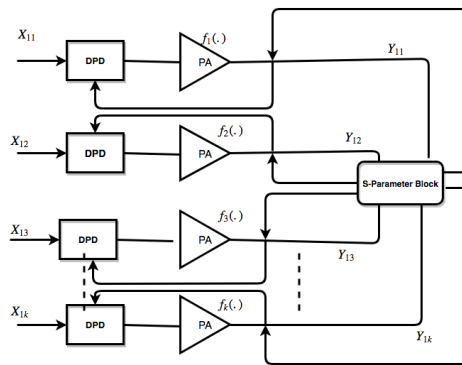 X₁₁ DPD PA f₁(.) Y₁₁
X₁₂ DPD PA f₂(.) Y₁₂
S-Parameter Block
X₁₃ DPD PA f₃(.) Y₁₃
X₁ₖ DPD PA fₖ(.) Y₁ₖ